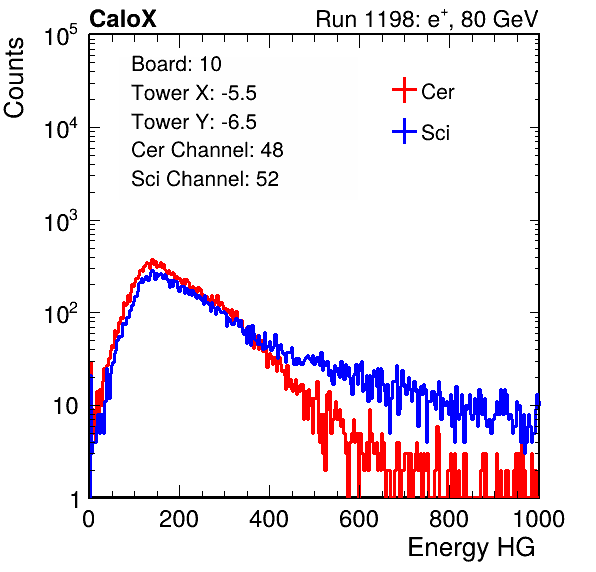 CaloX Run 1198: e⁺, 80 GeV
Counts
10⁵
10⁴
10³
10²
10
1
Board: 10
Tower X: -5.5
Tower Y: -6.5
Cer Channel: 48
Sci Channel: 52
Cer
Sci
0 200 400 600 800 1000
Energy HG